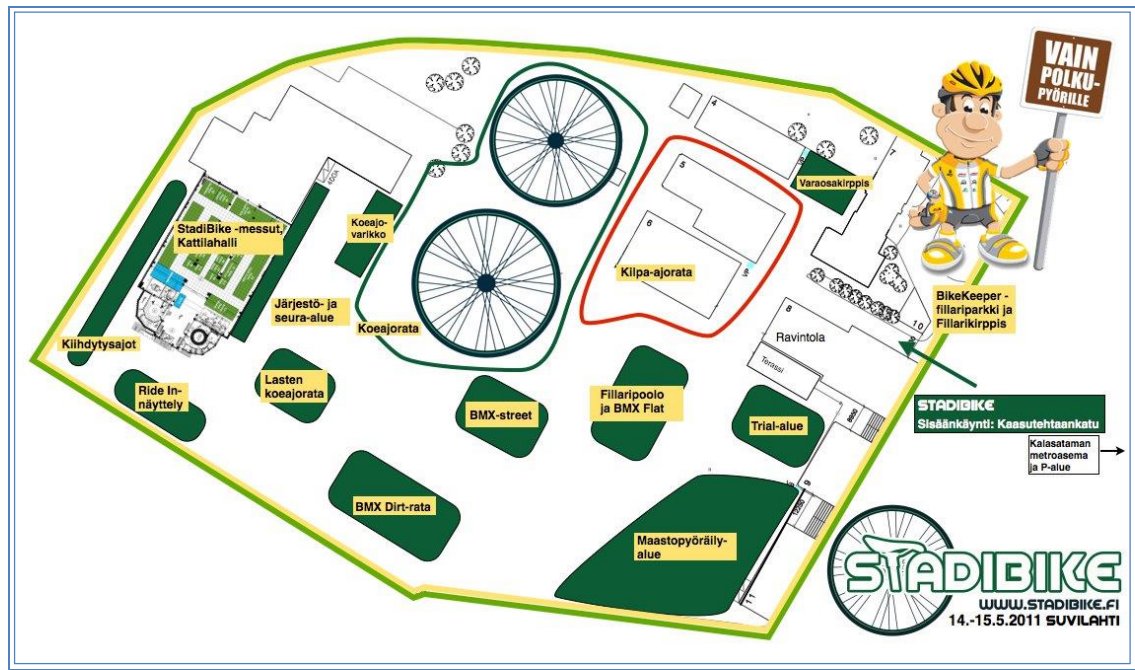 VAIN
POLKU-
PYÖRILLE
4
7
5
Varaosakirppis
400A
StadiBike -messut,
Kattilahalli
Koeajo-
varikko
6
Kilpa-ajorata
BikeKeeper -
fillariparkki ja
Fillarikirppis
Järjestö- ja
seura-alue
Koeajorata
8
10
Ravintola
Kiihdytysajot
Terassi
Ride In-
näyttely
Lasten
koeajorata
BMX-street
Fillaripoolo
ja BMX Flat
Trial-alue
STADIBIKE
Sisäänkäynti: Kaasutehtaankatu
Kalasataman
metroasema
ja P-alue
9
BMX Dirt-rata
Maastopyöräily-
alue
11
STADIBIKE
WWW.STADIBIKE.FI
14.-15.5.2011 SUVILAHTI